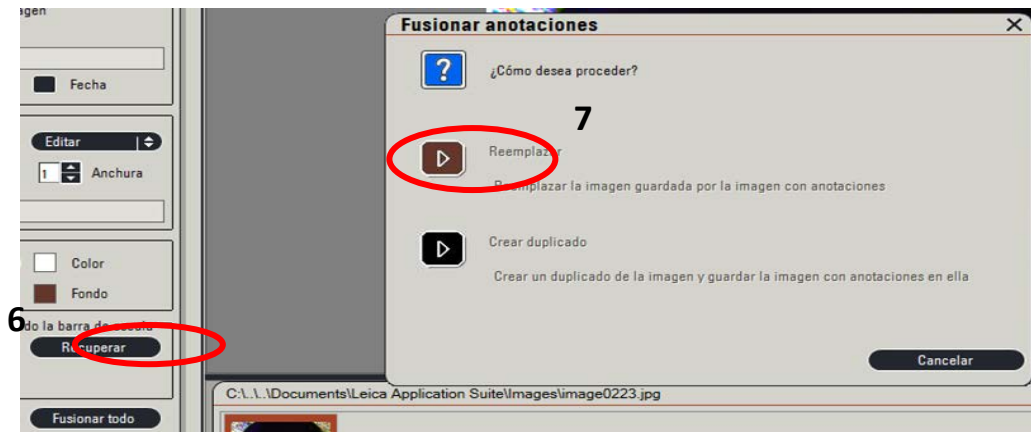 agen
Fecha
Editar
1 Anchura
Color
Fondo
6
do la barra de escala
Recuperar
Fusionar todo
Fusionar anotaciones
¿Cómo desea proceder?
7
Reemplazar
Reemplazar la imagen guardada por la imagen con anotaciones
Crear duplicado
Crear un duplicado de la imagen y guardar la imagen con anotaciones en ella
Cancelar
C:\..\..\Documents\Leica Application Suite\Images\image0223.jpg